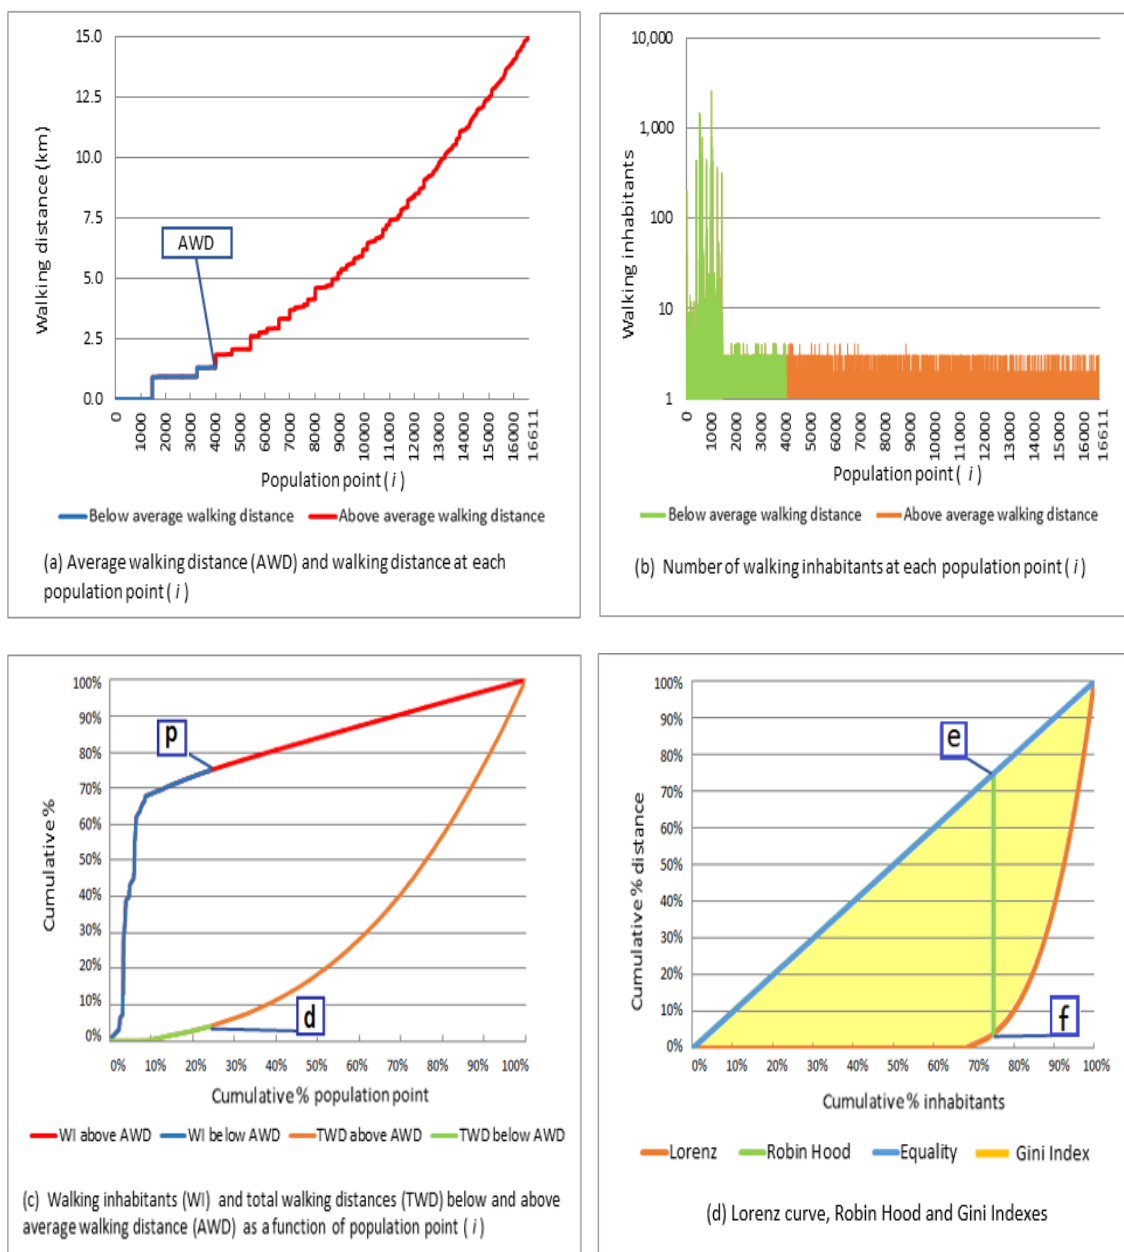 15.0
12.5
10.0
7.5
5.0
2.5
0.0
Walking distance (km)
AWD
0
1000
2000
3000
4000
5000
6000
7000
8000
9000
10000
11000
12000
13000
14000
15000
16000
16611
Population point ( i )
Below average walking distance
Above average walking distance
(a) Average walking distance (AWD) and walking distance at each
population point ( i )
10,000
1,000
100
10
1
Walking inhabitants
0
1000
2000
3000
4000
5000
6000
7000
8000
9000
10000
11000
12000
13000
14000
15000
16000
16611
Population point ( i )
Below average walking distance
Above average walking distance
(b) Number of walking inhabitants at each population point ( i )
100%
90%
80%
70%
60%
50%
40%
30%
20%
10%
0%
Cumulative %
p
d
0% 10% 20% 30% 40% 50% 60% 70% 80% 90% 100%
Cumulative % population point
WI above AWD WI below AWD TWD above AWD TWD below AWD
(c) Walking inhabitants (WI) and total walking distances (TWD) below and above
average walking distance (AWD) as a function of population point ( i )
100%
90%
80%
70%
60%
50%
40%
30%
20%
10%
0%
Cumulative % distance
e
f
0% 10% 20% 30% 40% 50% 60% 70% 80% 90% 100%
Cumulative % inhabitants
Lorenz Robin Hood Equality Gini Index
(d) Lorenz curve, Robin Hood and Gini Indexes